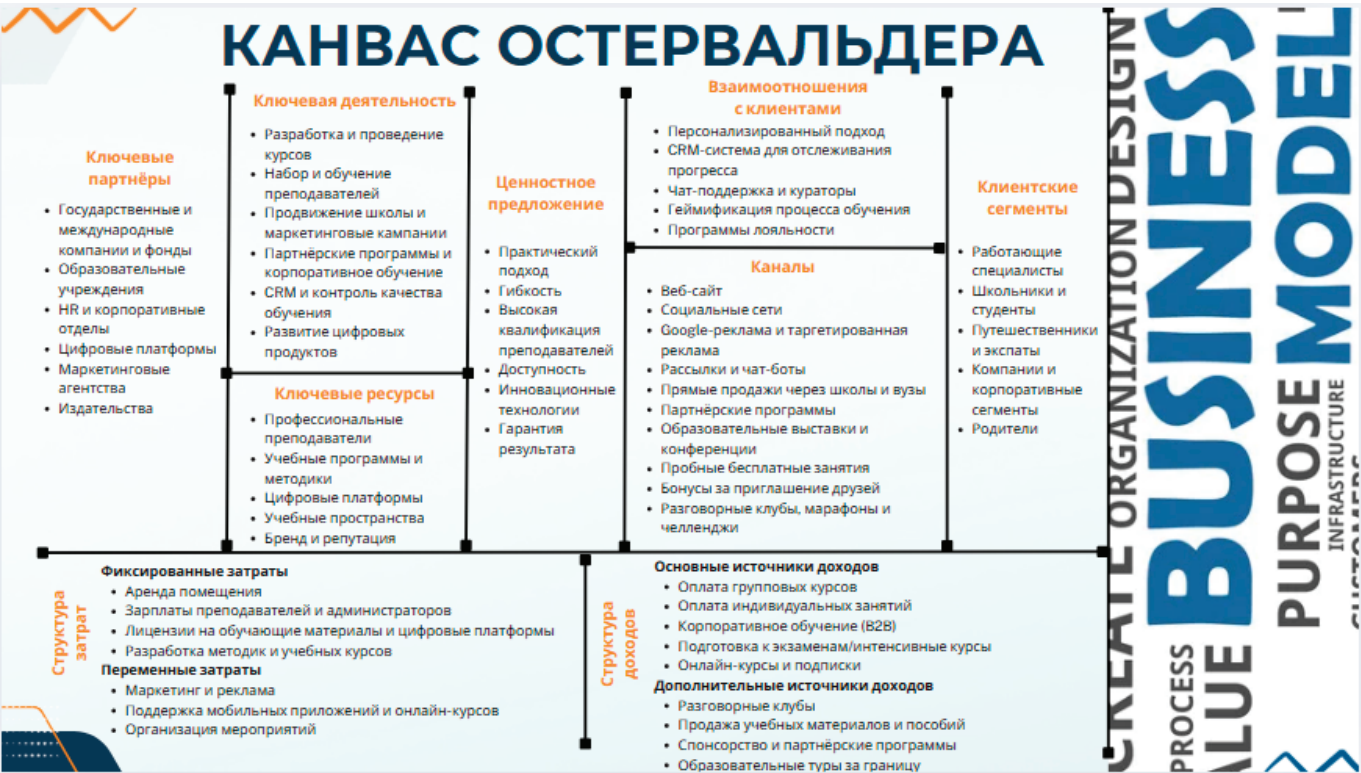 КАНВАС ОСТЕРВАЛЬДЕРА
Ключевые
партнёры
• Государственные и
международные
компании и фонды
• Образовательные
учреждения
• HR и корпоративные
отделы
• Цифровые платформы
• Маркетинговые
агентства
• Издательства
Ключевая деятельность
• Разработка и проведение
курсов
• Набор и обучение
преподавателей
• Продвижение школы и
маркетинговые кампании
• Партнёрские программы и
корпоративное обучение
• CRM и контроль качества
обучения
• Развитие цифровых
продуктов
Ключевые ресурсы
• Профессиональные
преподаватели
• Учебные программы и
методики
• Цифровые платформы
• Учебные пространства
• Бренд и репутация
Ценностное
предложение
• Практический
подход
• Гибкость
• Высокая
квалификация
преподавателей
• Доступность
• Инновационные
технологии
• Гарантия
результата
Взаимоотношения
с клиентами
• Персонализированный подход
• CRM-система для отслеживания
прогресса
• Чат-поддержка и кураторы
• Геймификация процесса обучения
• Программы лояльности
Каналы
• Веб-сайт
• Социальные сети
• Google-реклама и таргетированная
реклама
• Рассылки и чат-боты
• Прямые продажи через школы и вузы
• Партнёрские программы
• Образовательные выставки и
конференции
• Пробные бесплатные занятия
• Бонусы за приглашение друзей
• Разговорные клубы, марафоны и
челленджи
Клиентские
сегменты
• Работающие
специалисты
• Школьники и
студенты
• Путешественники
и экспаты
• Компании и
корпоративные
сегменты
• Родители
Структура
затрат
Фиксированные затраты
• Аренда помещения
• Зарплаты преподавателей и администраторов
• Лицензии на обучающие материалы и цифровые платформы
• Разработка методик и учебных курсов
Переменные затраты
• Маркетинг и реклама
• Поддержка мобильных приложений и онлайн-курсов
• Организация мероприятий
Структура
доходов
Основные источники доходов
• Оплата групповых курсов
• Оплата индивидуальных занятий
• Корпоративное обучение (B2B)
• Подготовка к экзаменам/интенсивные курсы
• Онлайн-курсы и подписки
Дополнительные источники доходов
• Разговорные клубы
• Продажа учебных материалов и пособий
• Спонсорство и партнёрские программы
• Образовательные туры за границу
CREATE ORGANIZATION DESIGN
BUSINESS
PROCESS
ALUE
PURPOSE MODEL
INFRASTRUCTURE